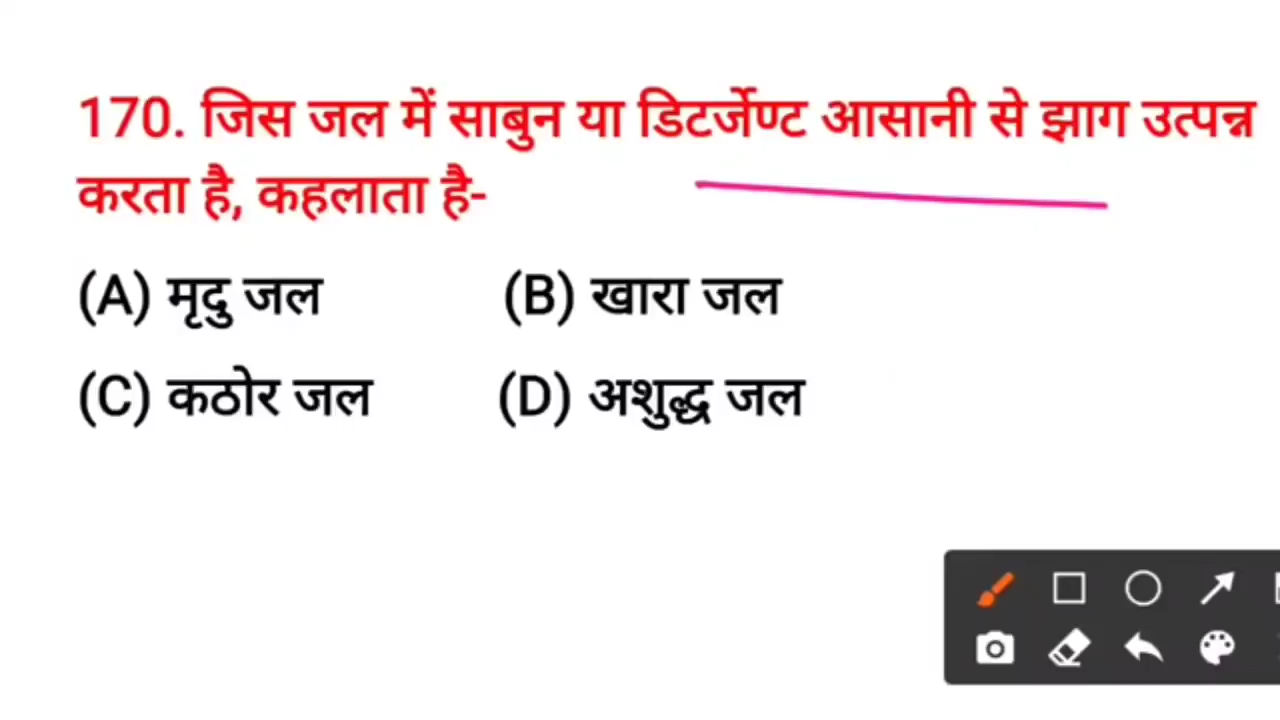 170. जिस जल में साबुन या डिटर्जेण्ट आसानी से झाग उत्पन्न
करता है, कहलाता है-
(A) मृदु जल (B) खारा जल
(C) कठोर जल (D) अशुद्ध जल